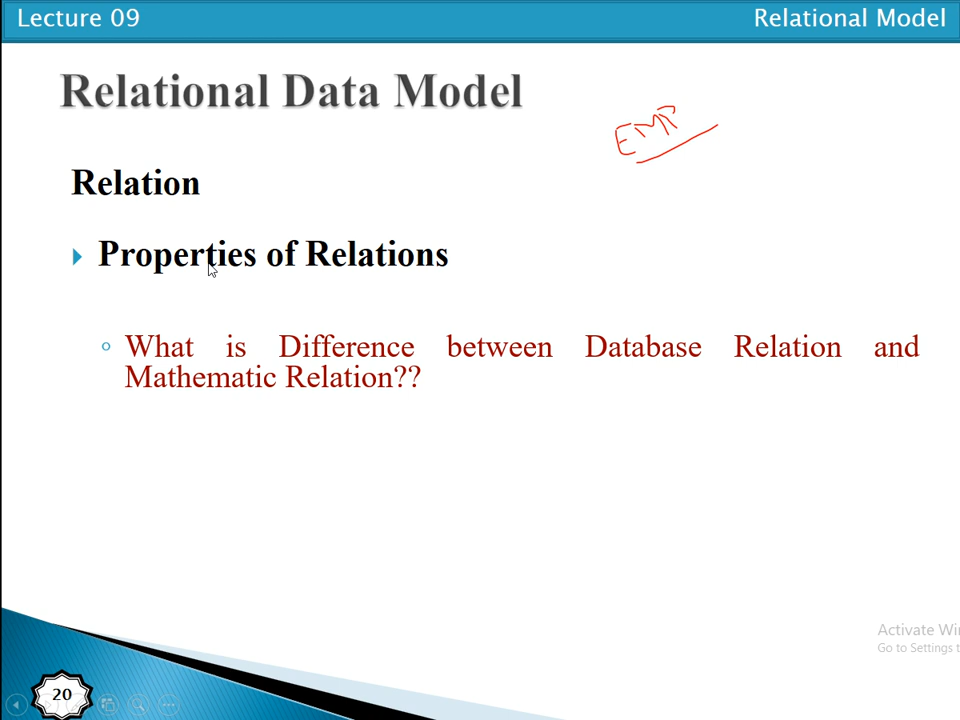 Lecture 09 Relational Model
Relational Data Model
EMP
Relation
Properties of Relations
What is Difference between Database Relation and
Mathematic Relation??
Activate Wi
Go to Settings t
20